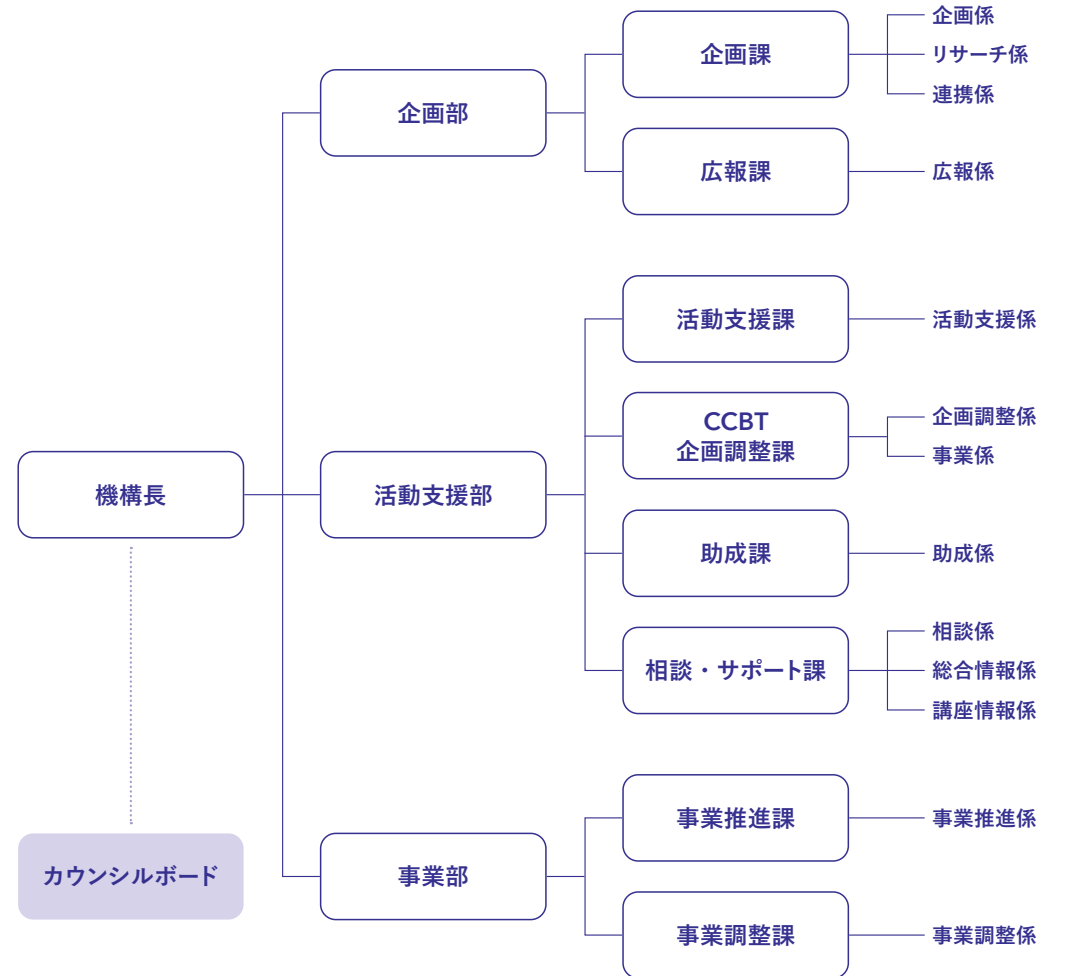 機構長
カウンシルボード
企画部
企画課
企画係
リサーチ係
連携係
広報課
広報係
活動支援部
活動支援課
活動支援係
CCBT
企画調整課
企画調整係
事業係
助成課
助成係
相談・サポート課
相談係
総合情報係
講座情報係
事業部
事業推進課
事業推進係
事業調整課
事業調整係